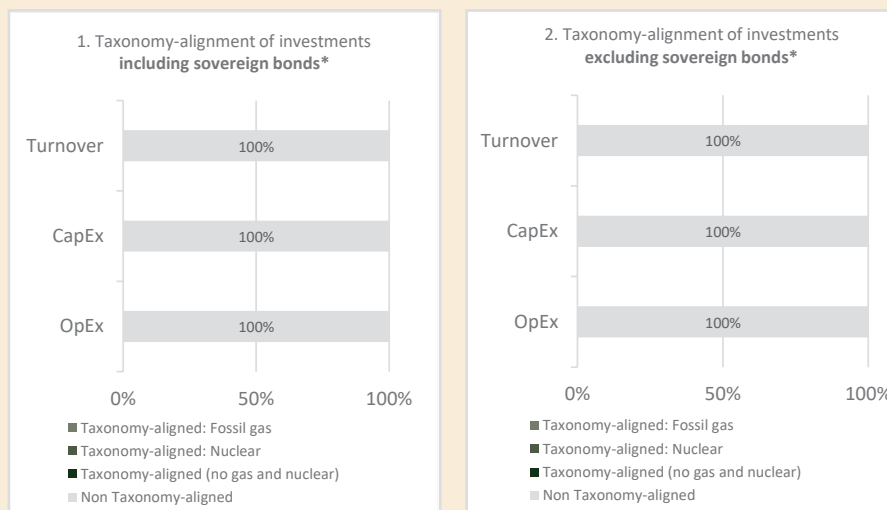 1. Taxonomy-alignment of investments
including sovereign bonds*
Turnover
100%
CapEx
100%
OpEx
100%
0% 50% 100%
Taxonomy-aligned: Fossil gas
Taxonomy-aligned: Nuclear
Taxonomy-aligned (no gas and nuclear)
Non Taxonomy-aligned
2. Taxonomy-alignment of investments
excluding sovereign bonds*
Turnover
100%
CapEx
100%
OpEx
100%
0% 50% 100%
Taxonomy-aligned: Fossil gas
Taxonomy-aligned: Nuclear
Taxonomy-aligned (no gas and nuclear)
Non Taxonomy-aligned